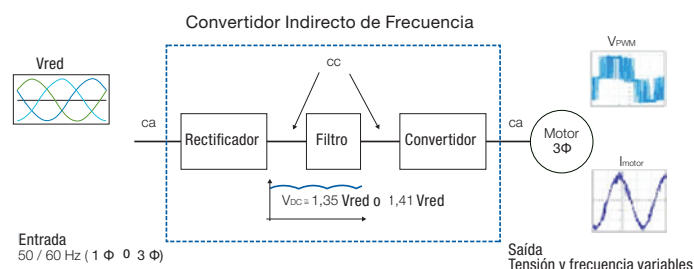 Convertidor Indirecto de Frecuencia
Vred
VPWM
cc
ca
Rectificador
Filtro
Convertidor
ca
Motor
3Φ
VDC ≅ 1,35 Vred o 1,41 Vred
Imotor
Entrada
50 / 60 Hz ( 1 Φ 0 3 Φ)
Saída
Tensión y frecuencia variables